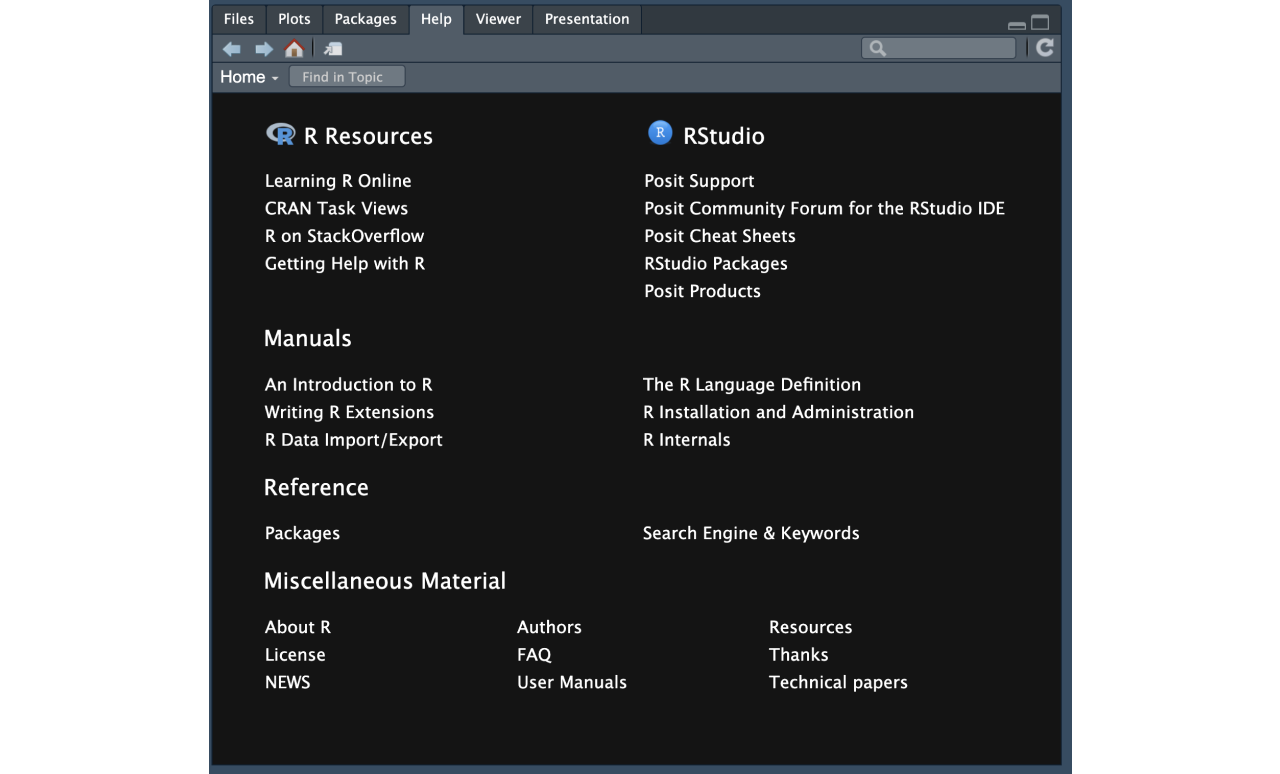 Files Plots Packages Help Viewer Presentation
Home Find in Topic
R R Resources
Learning R Online
CRAN Task Views
R on StackOverflow
Getting Help with R
R RStudio
Posit Support
Posit Community Forum for the RStudio IDE
Posit Cheat Sheets
RStudio Packages
Posit Products
Manuals
An Introduction to R
Writing R Extensions
R Data Import/Export
The R Language Definition
R Installation and Administration
R Internals
Reference
Packages
Search Engine & Keywords
Miscellaneous Material
About R
License
NEWS
Authors
FAQ
User Manuals
Resources
Thanks
Technical papers